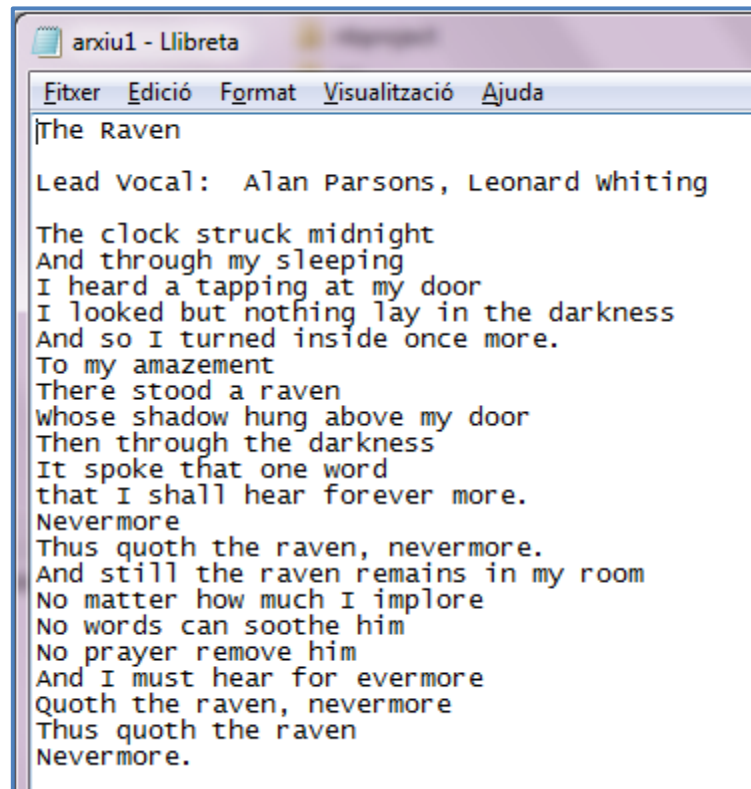 arxiu1 - Llibreta
Fitxer Edició Format Visualització Ajuda
The Raven
Lead Vocal:  Alan Parsons, Leonard Whiting
The clock struck midnight
And through my sleeping
I heard a tapping at my door
I looked but nothing lay in the darkness
And so I turned inside once more.
To my amazement
There stood a raven
Whose shadow hung above my door
Then through the darkness
It spoke that one word
that I shall hear forever more.
Nevermore
Thus quoth the raven, nevermore.
And still the raven remains in my room
No matter how much I implore
No words can soothe him
No prayer remove him
And I must hear for evermore
Quoth the raven, nevermore
Thus quoth the raven
Nevermore.